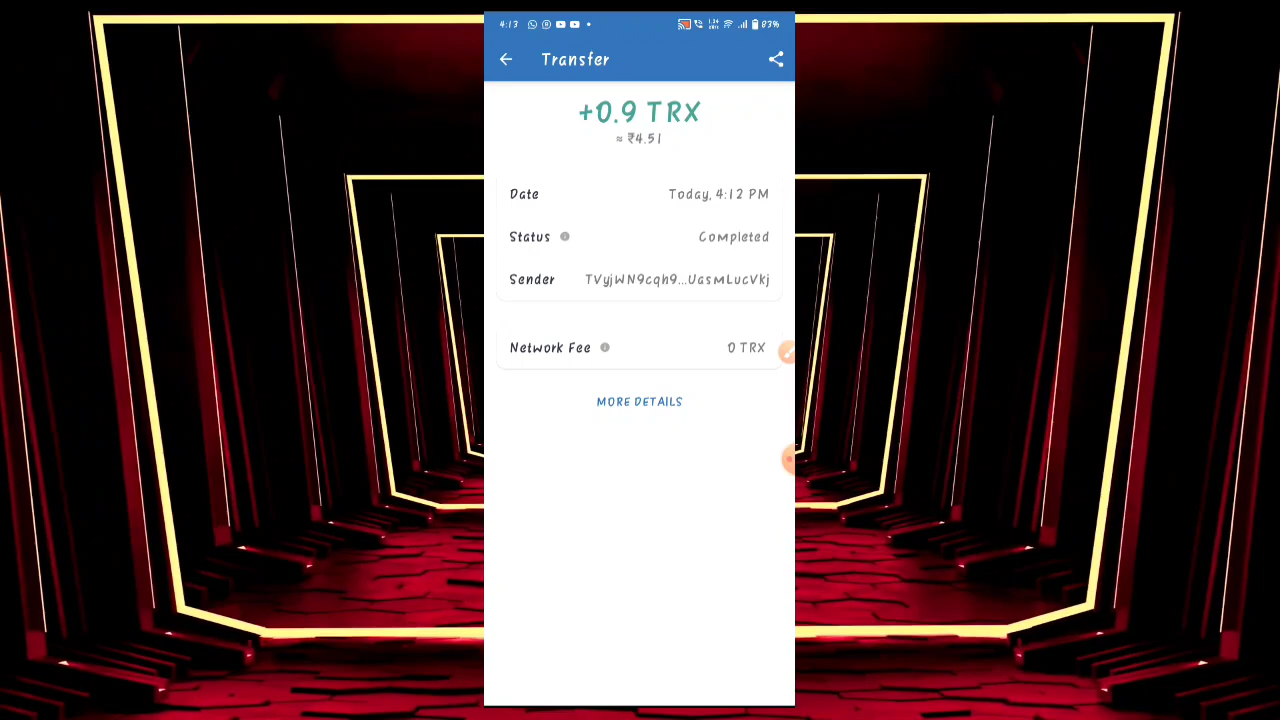 4:13 83%
Transfer
+0.9 TRX
≈ ₹4.51
Date Today, 4:12 PM
Status Completed
Sender TVyjWN9cqh9...UasmLucVkj
Network Fee 0 TRX
MORE DETAILS